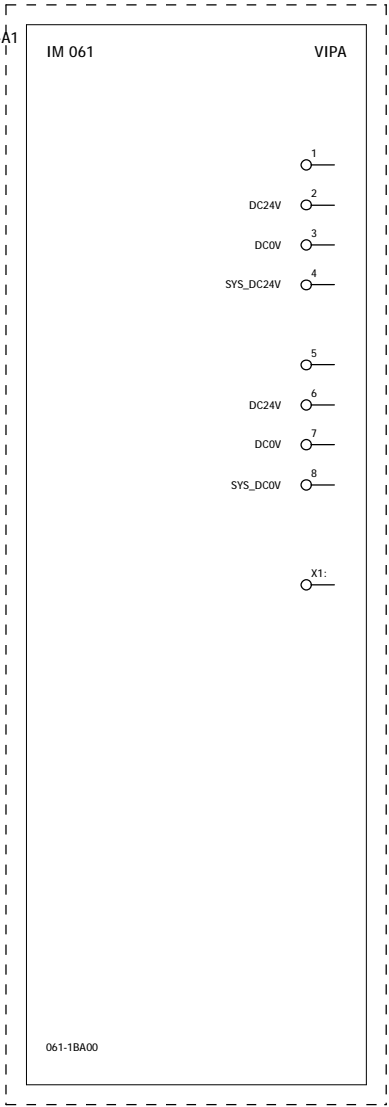 A1
IM 061 VIPA
1
DC24V 2
DC0V 3
SYS_DC24V 4
5
DC24V 6
DC0V 7
SYS_DC0V 8
X1:
061-1BA00